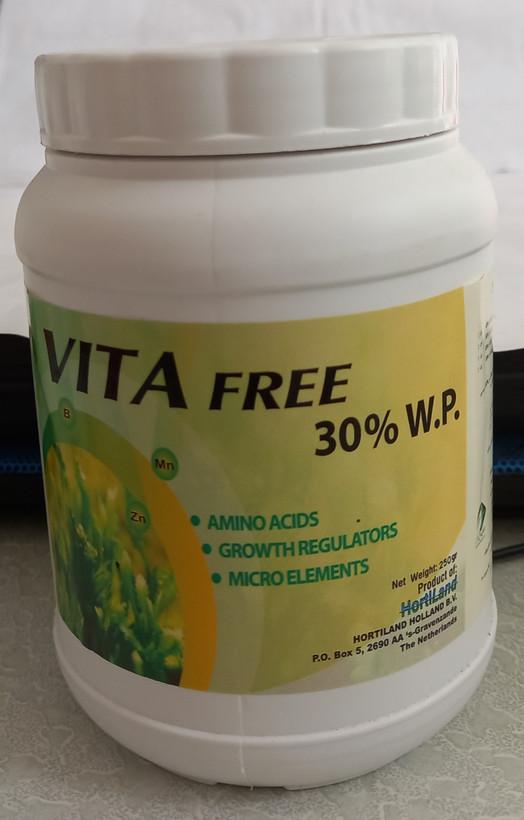 VITA FREE
30% W.P.
B
Mn
Zn
• AMINO ACIDS
• GROWTH REGULATORS
• MICRO ELEMENTS
Net Weight: 250gr
Product of:
HortiLand
HORTILAND HOLLAND B.V.
P.O. Box 5, 2690 AA 's-Gravenzande
The Netherlands